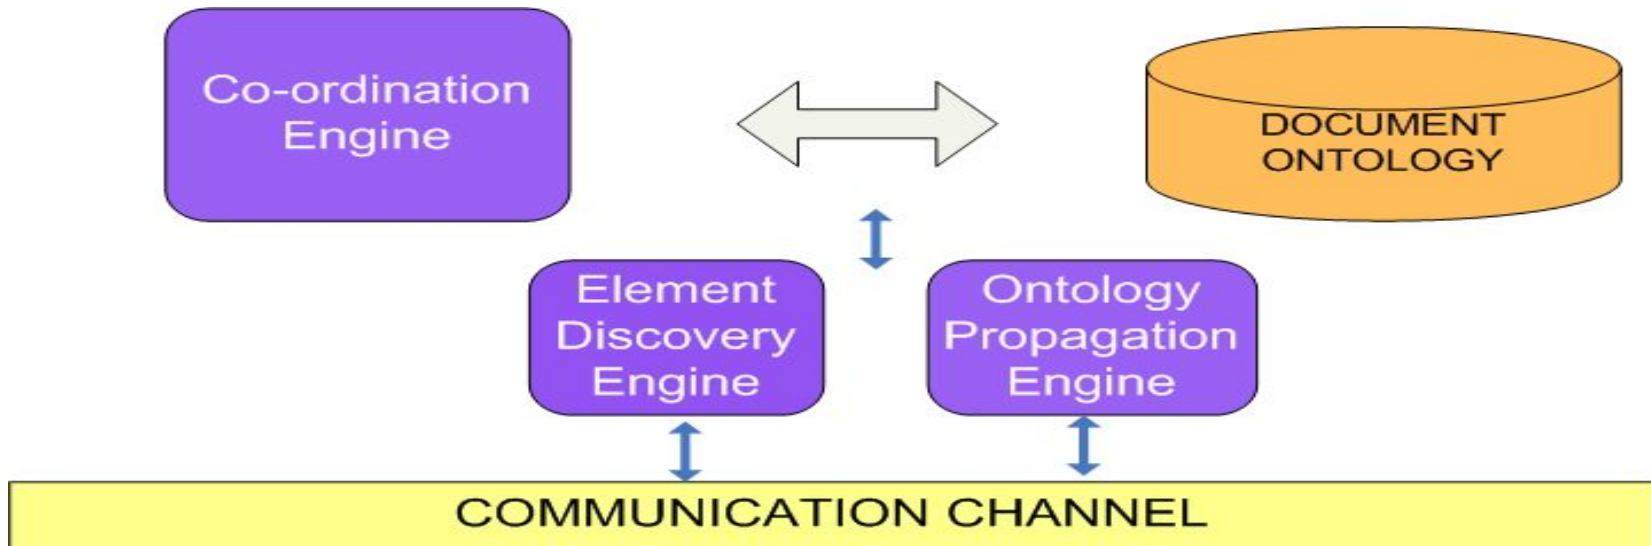 Co-ordination
Engine
DOCUMENT
ONTOLOGY
Element
Discovery
Engine
Ontology
Propagation
Engine
COMMUNICATION CHANNEL